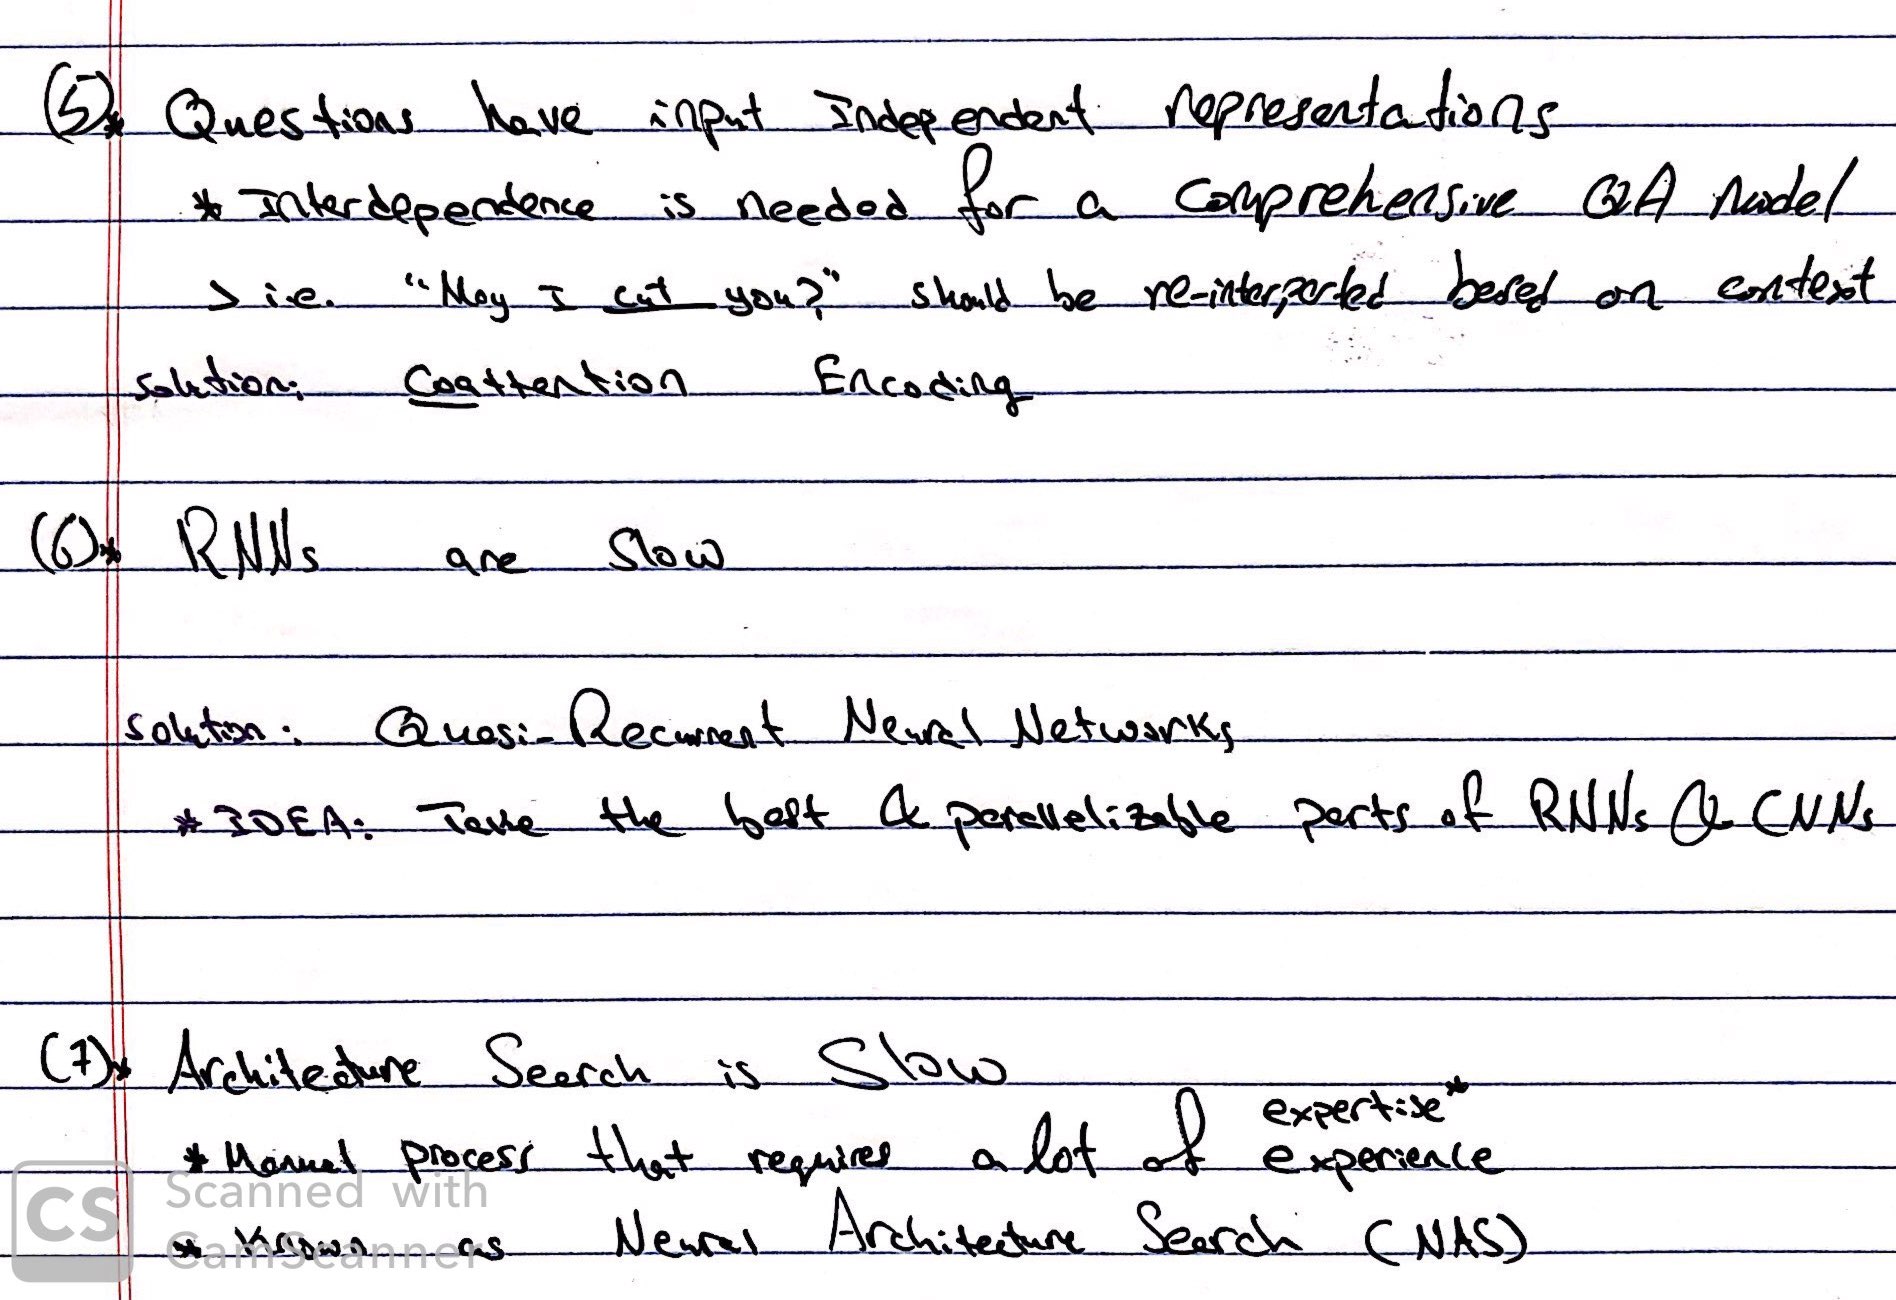 (5)* Questions have input Independent representations
* Interdependence is needed for a comprehensive QA Model
> i.e. "May I cut you?" should be re-interperted based on context
solution: Coattention Encoding
(6)* RNNs are Slow
solution: Quasi-Recurrent Neural Networks
* IDEA: Take the best & parallelizable parts of RNNs & CNNs
(7)* Architecture Search is Slow
expertise*
* Manual process that requires a lot of experience
* Known as Neural Architecture Search (NAS)
CS Scanned with
CamScanner